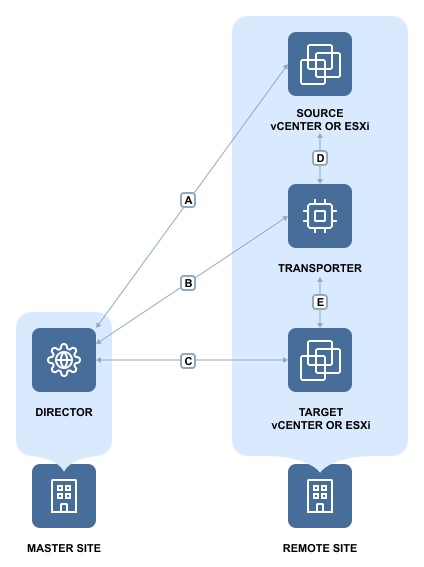 SOURCE
vCENTER OR ESXi
D
A
TRANSPORTER
B
E
C
DIRECTOR
TARGET
vCENTER OR ESXi
MASTER SITE
REMOTE SITE